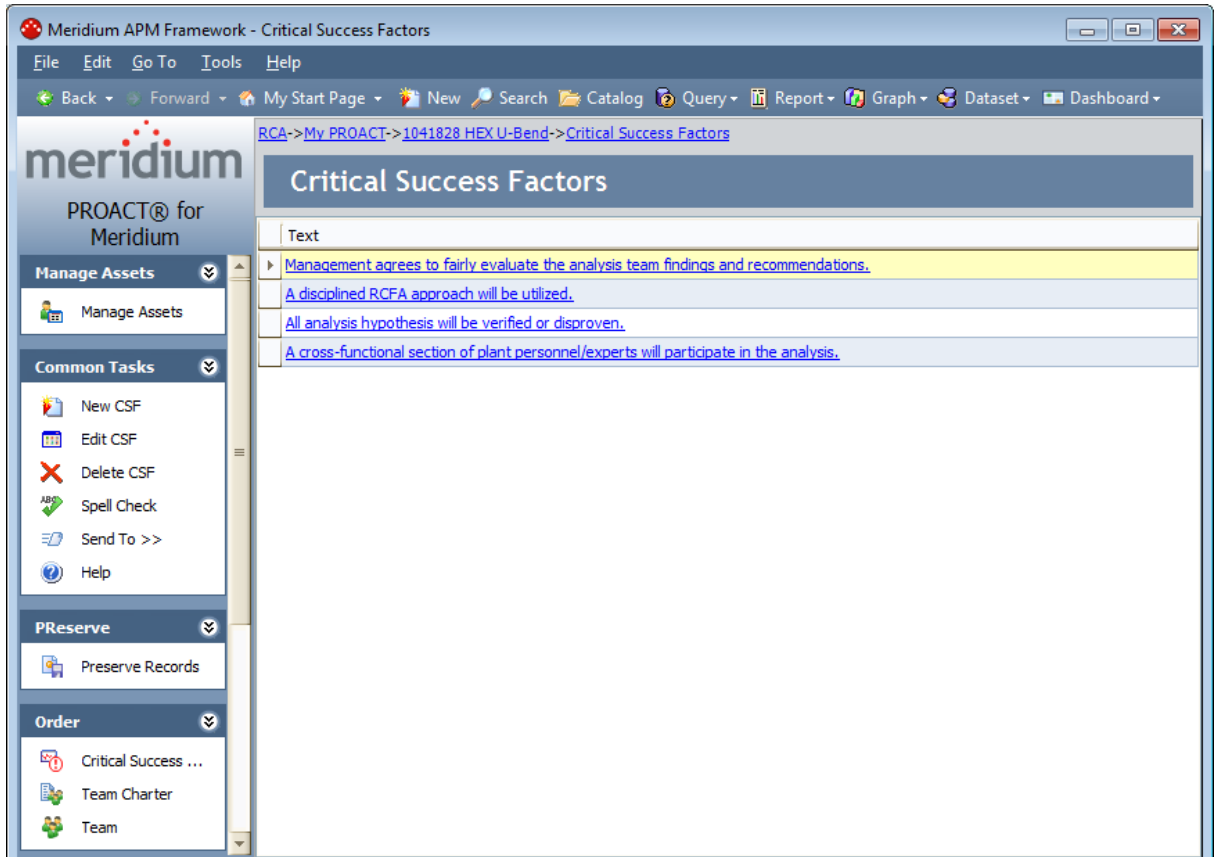 Meridium APM Framework - Critical Success Factors
File Edit Go To Tools Help
Back Forward My Start Page New Search Catalog Query Report Graph Dataset Dashboard
meridium
PROACT® for
Meridium
RCA->My PROACT->1041828 HEX U-Bend->Critical Success Factors
Critical Success Factors
Text
Management agrees to fairly evaluate the analysis team findings and recommendations.
A disciplined RCFA approach will be utilized.
All analysis hypothesis will be verified or disproven.
A cross-functional section of plant personnel/experts will participate in the analysis.
Manage Assets
Manage Assets
Common Tasks
New CSF
Edit CSF
Delete CSF
ABC
Spell Check
Send To >>
Help
PReserve
Preserve Records
Order
Critical Success ...
Team Charter
Team